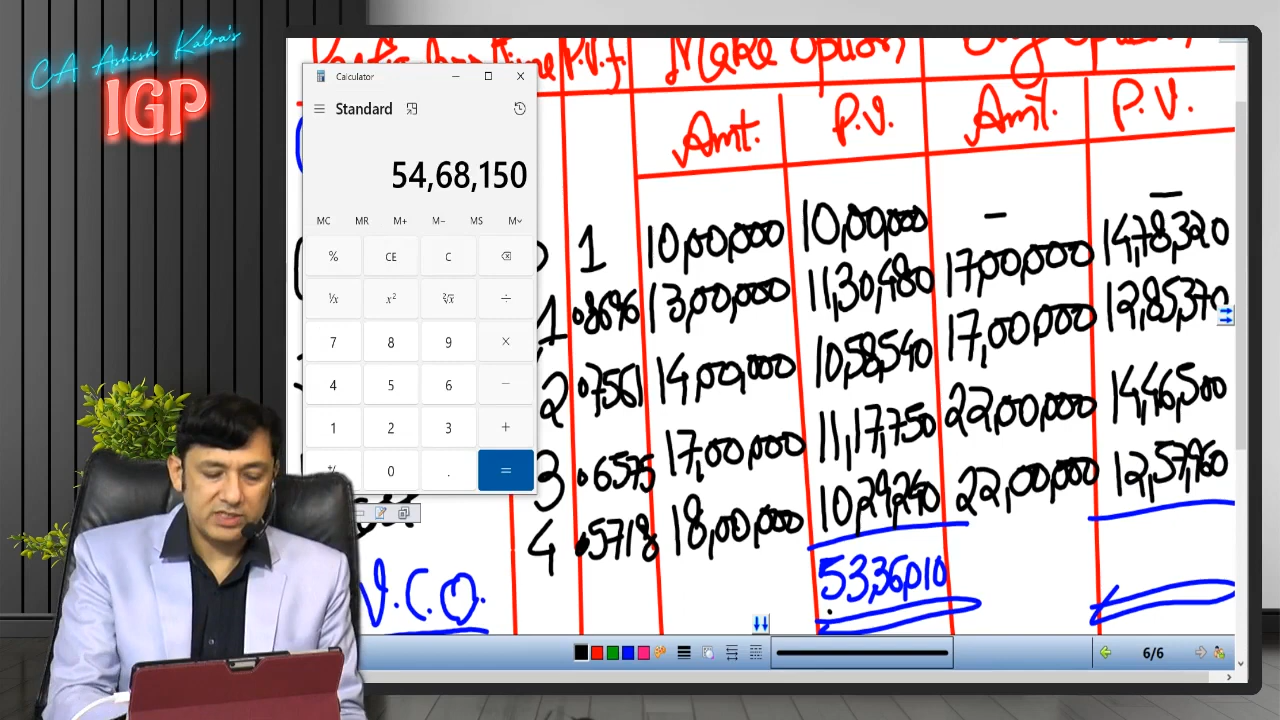 CA Ashish Kalra's
IGP
P.V.f.
Make option
Amt. P.V. Amt. P.V.
Calculator
Standard
54,68,150
MC MR M+ M− MS M˅
% CE C
⅟x x² ²√x ÷
7 8 9 ×
4 5 6 −
1 2 3 +
0 . =
0 1 10,00,000 10,00,000 – –
1 .8696 13,00,000 11,30,480 17,00,000 14,78,320
2 .7561 14,00,000 10,58,540 17,00,000 12,85,370
3 .6575 17,00,000 11,17,750 22,00,000 14,46,500
4 .5718 18,00,000 10,29,240 22,00,000 12,57,960
V.C.O. 53,36,010
6/6